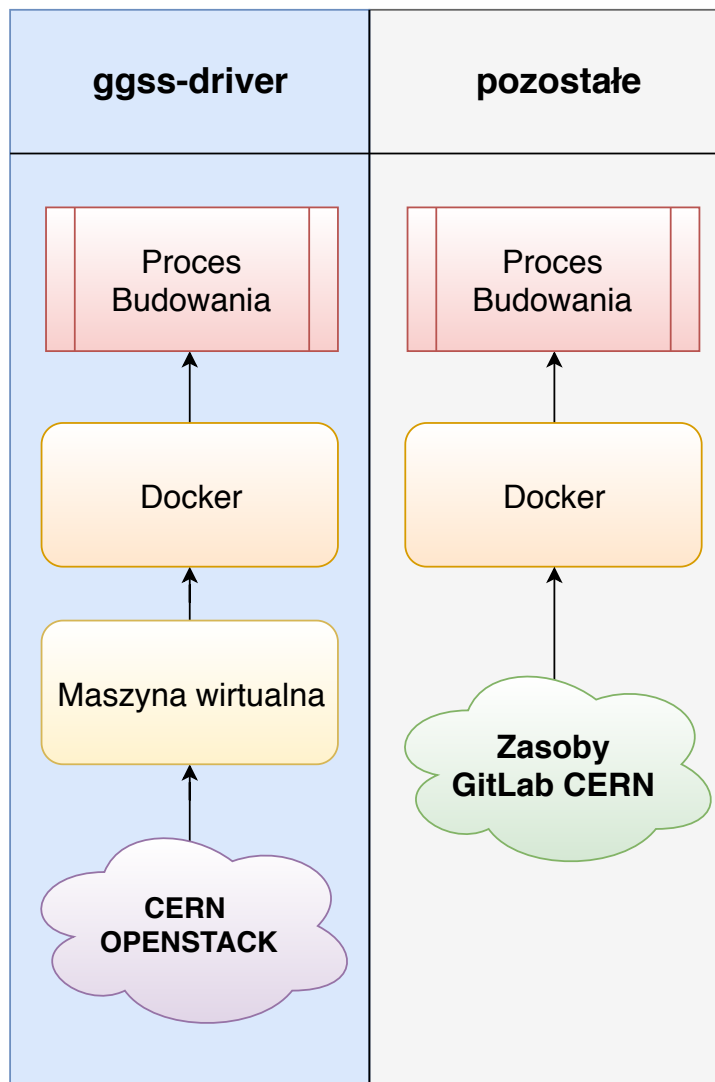 ggss-driver
pozostałe
Proces
Budowania
Proces
Budowania
Docker
Docker
Maszyna wirtualna
Zasoby
GitLab CERN
CERN
OPENSTACK